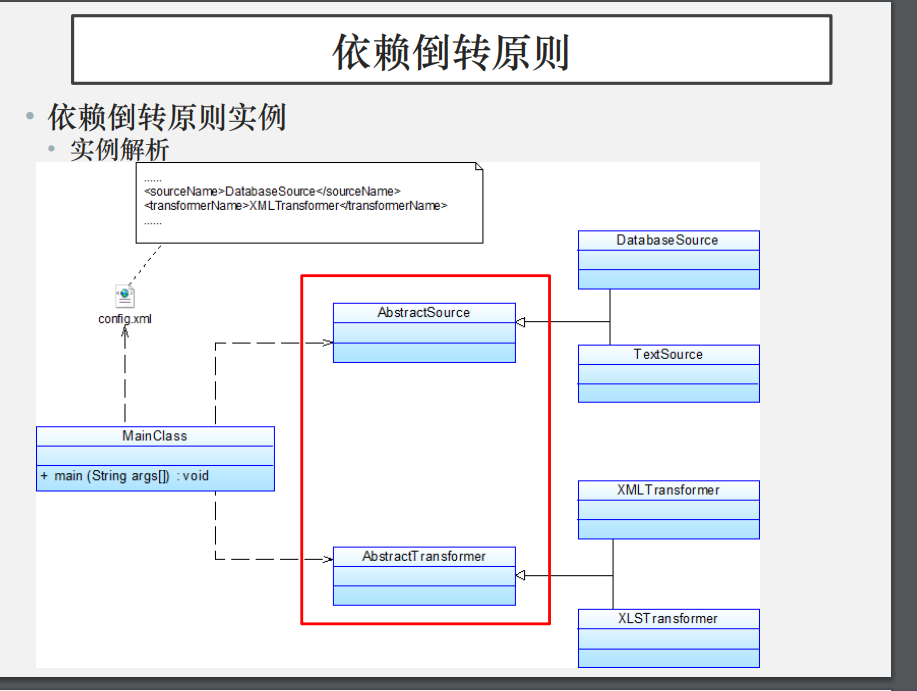 依赖倒转原则
依赖倒转原则实例
实例解析
......
<sourceName>DatabaseSource</sourceName>
<transformerName>XMLTransformer</transformerName>
......
config.xml
DatabaseSource
AbstractSource
TextSource
MainClass
+ main (String args[]) : void
XMLTransformer
AbstractTransformer
XLSTransformer